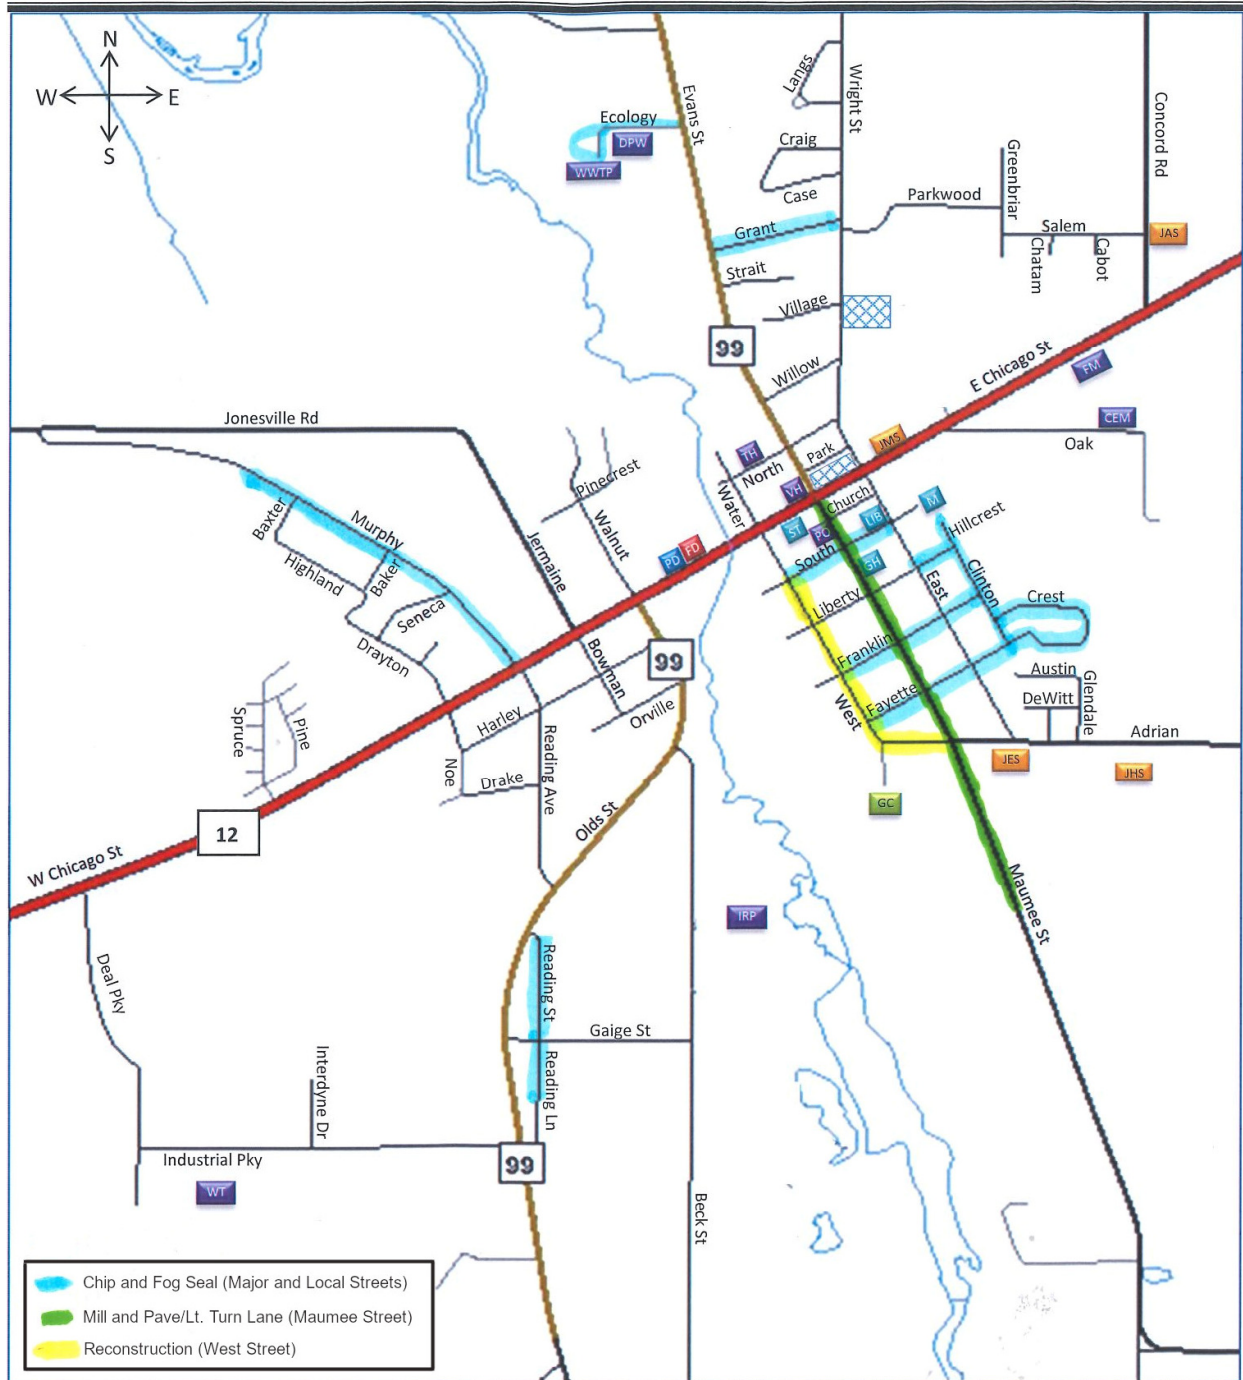 N
W E
S
Ecology
DPW
WWTP
Evans St
Langs
Wright St
Craig
Case
Grant
Strait
Village
99
Willow
Parkwood
Greenbriar
Salem
Chatam
Cabot
Concord Rd
JAS
E Chicago St
FM
CEM
Oak
JMS
Jonesville Rd
TH
North
Park
VH
Church
Water
ST
PO
LIB
M
South
GH
Hillcrest
Pinecrest
Walnut
PD
FD
Jermaine
Murphy
Baxter
Highland
Baker
Seneca
Drayton
Liberty
East
Clinton
Crest
Franklin
Fayette
West
Austin
DeWitt
Glendale
Adrian
JES
JHS
GC
99
Bowman
Orville
Harley
Spruce
Pine
Noe
Drake
Reading Ave
Olds St
12
W Chicago St
Maumee St
IRP
Deal Pky
Reading St
Gaige St
Reading Ln
Interdyne Dr
Industrial Pky
WT
99
Beck St
Chip and Fog Seal (Major and Local Streets)
Mill and Pave/Lt. Turn Lane (Maumee Street)
Reconstruction (West Street)